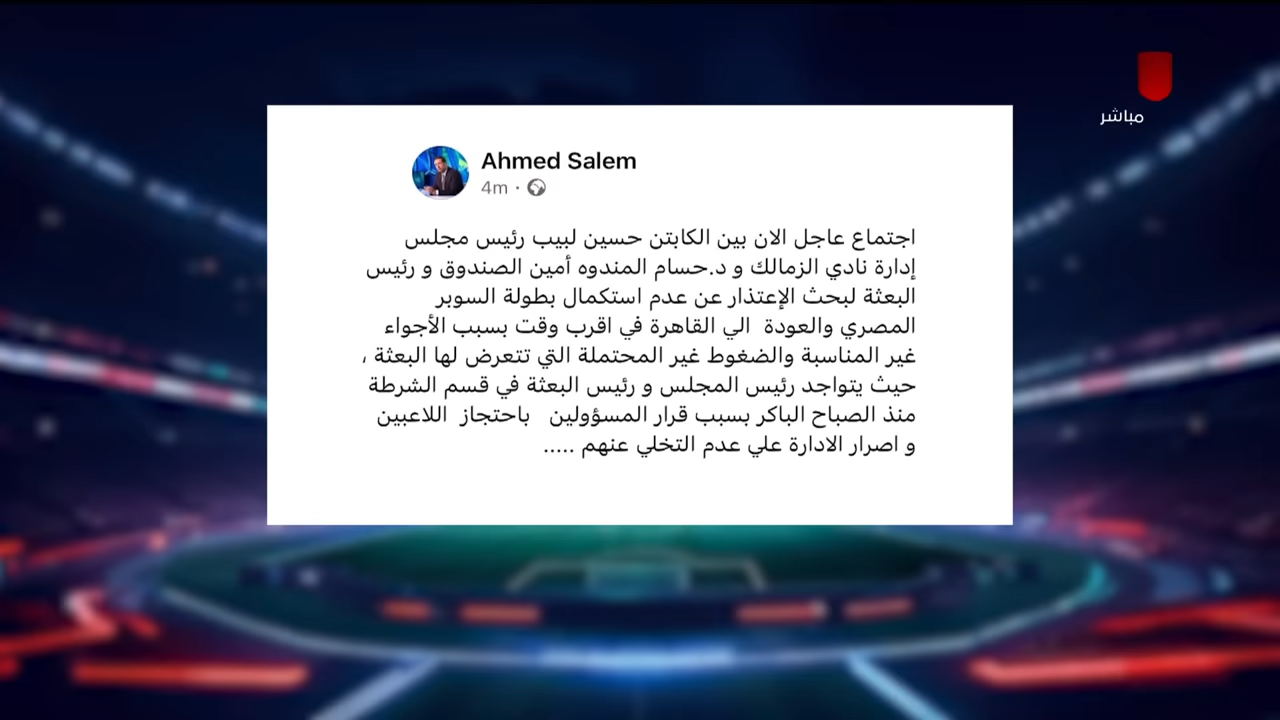 مباشر
Ahmed Salem
4m ·
اجتماع عاجل الان بين الكابتن حسين لبيب رئيس مجلس
إدارة نادي الزمالك و د.حسام المندوه أمين الصندوق و رئيس
البعثة لبحث الإعتذار عن عدم استكمال بطولة السوبر
المصري والعودة  الي القاهرة في اقرب وقت بسبب الأجواء
غير المناسبة والضغوط غير المحتملة التي تتعرض لها البعثة ،
حيث يتواجد رئيس المجلس و رئيس البعثة في قسم الشرطة
منذ الصباح الباكر بسبب قرار المسؤولين   باحتجاز  اللاعبين
و اصرار الادارة علي عدم التخلي عنهم .....